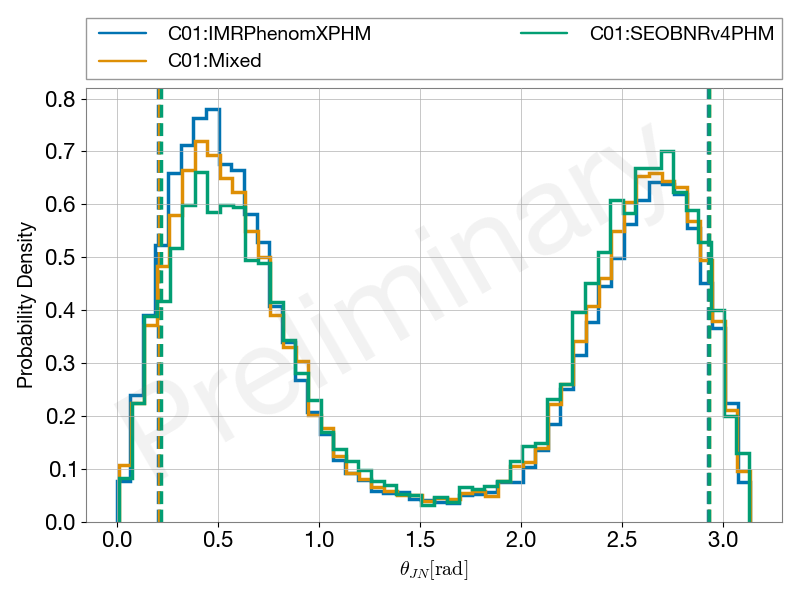 C01:IMRPhenomXPHM
C01:Mixed
C01:SEOBNRv4PHM
Preliminary
Probability Density
0.8
0.7
0.6
0.5
0.4
0.3
0.2
0.1
0.0
0.0 0.5 1.0 1.5 2.0 2.5 3.0
θ_JN[rad]